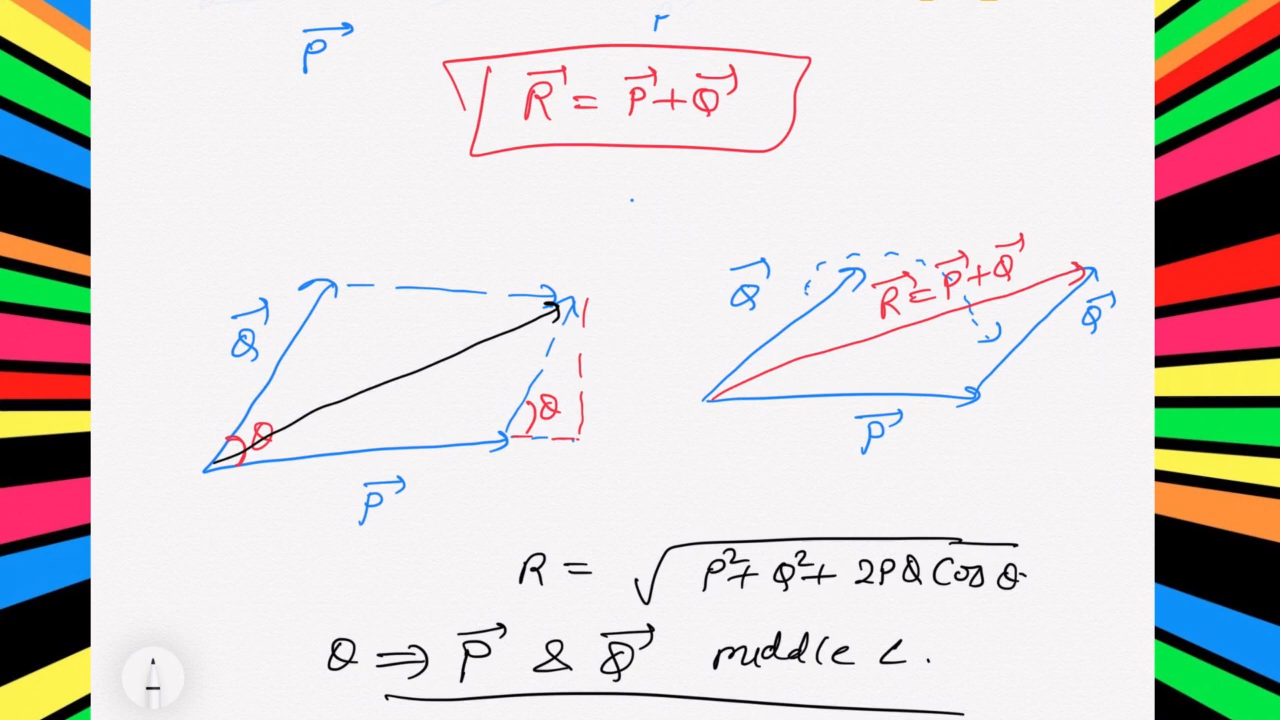 P⃗
R⃗ = P⃗ + Q⃗
Q⃗
θ
θ
P⃗
Q⃗
R⃗ = P⃗ + Q⃗
Q⃗
P⃗
R = √(P² + Q² + 2PQ Cos θ)
θ ⇒ P⃗ & Q⃗ middle ∠.